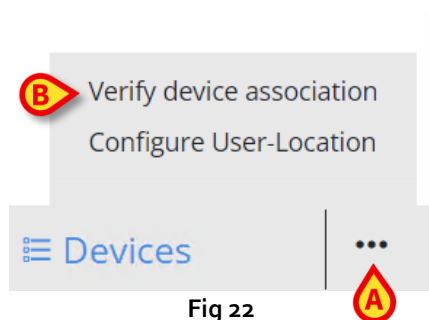 B Verify device association
Configure User-Location
Devices ...
A
Fig 22